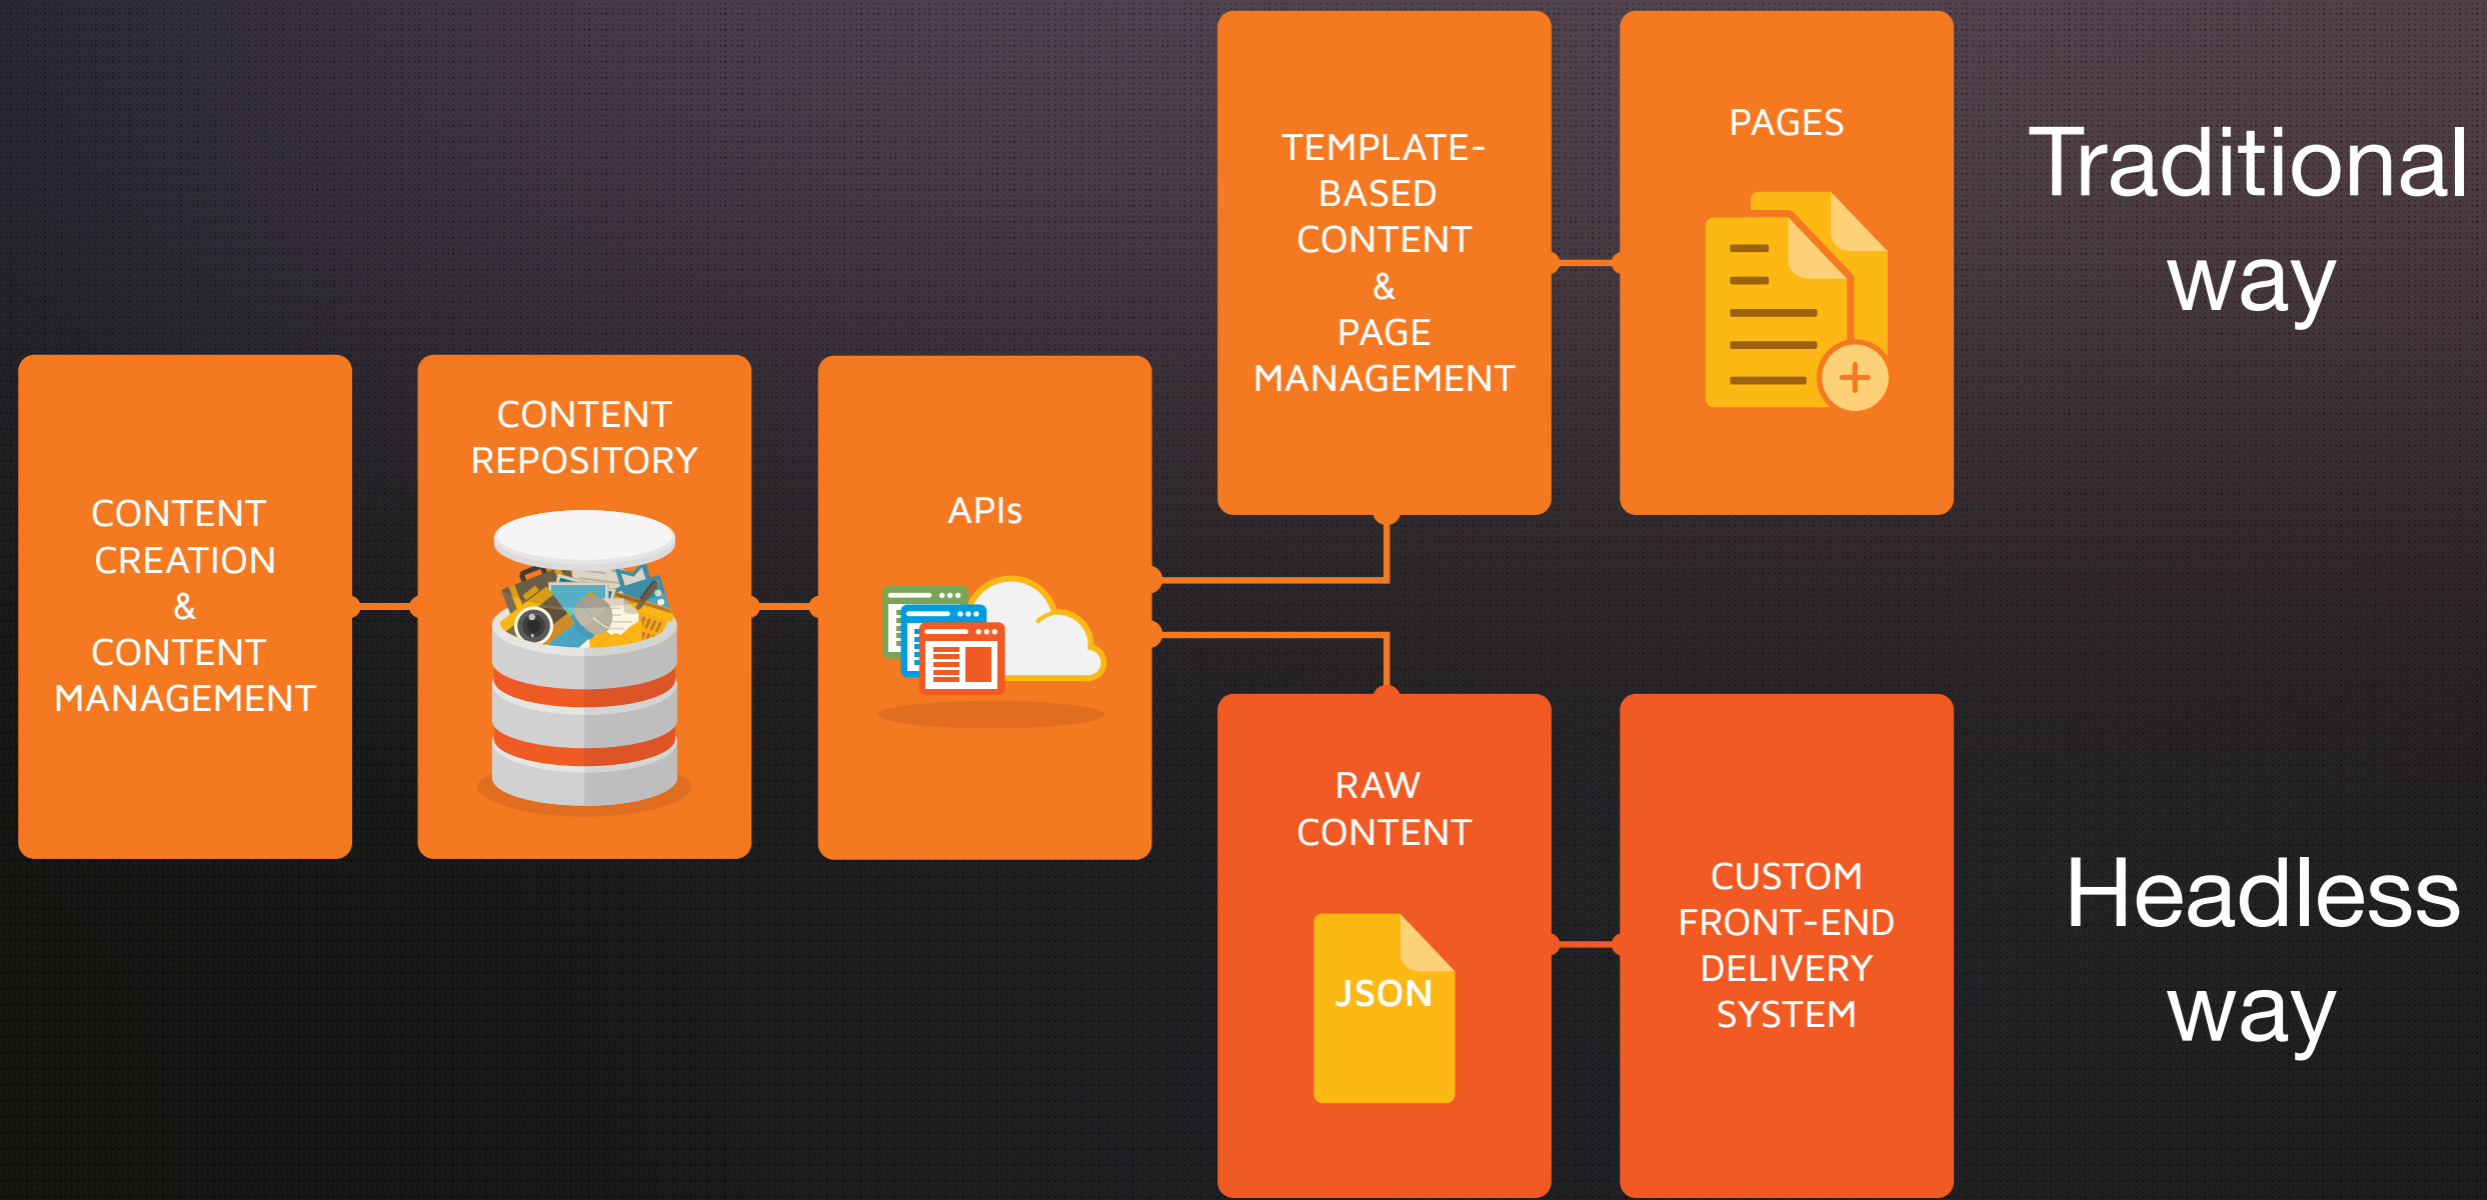 CONTENT
CREATION
&
CONTENT
MANAGEMENT
CONTENT
REPOSITORY
APIs
TEMPLATE-
BASED
CONTENT
&
PAGE
MANAGEMENT
PAGES
Traditional
way
RAW
CONTENT
JSON
CUSTOM
FRONT-END
DELIVERY
SYSTEM
Headless
way